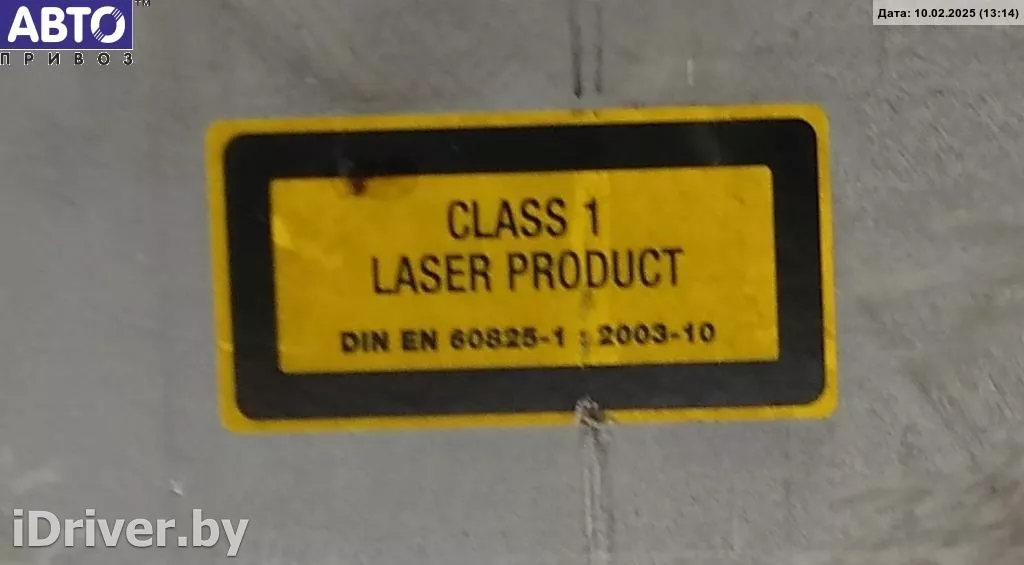 АВТО™
ПРИВОЗ
Дата: 10.02.2025 (13:14)
CLASS 1
LASER PRODUCT
DIN EN 60825-1 : 2003-10
iDriver.by